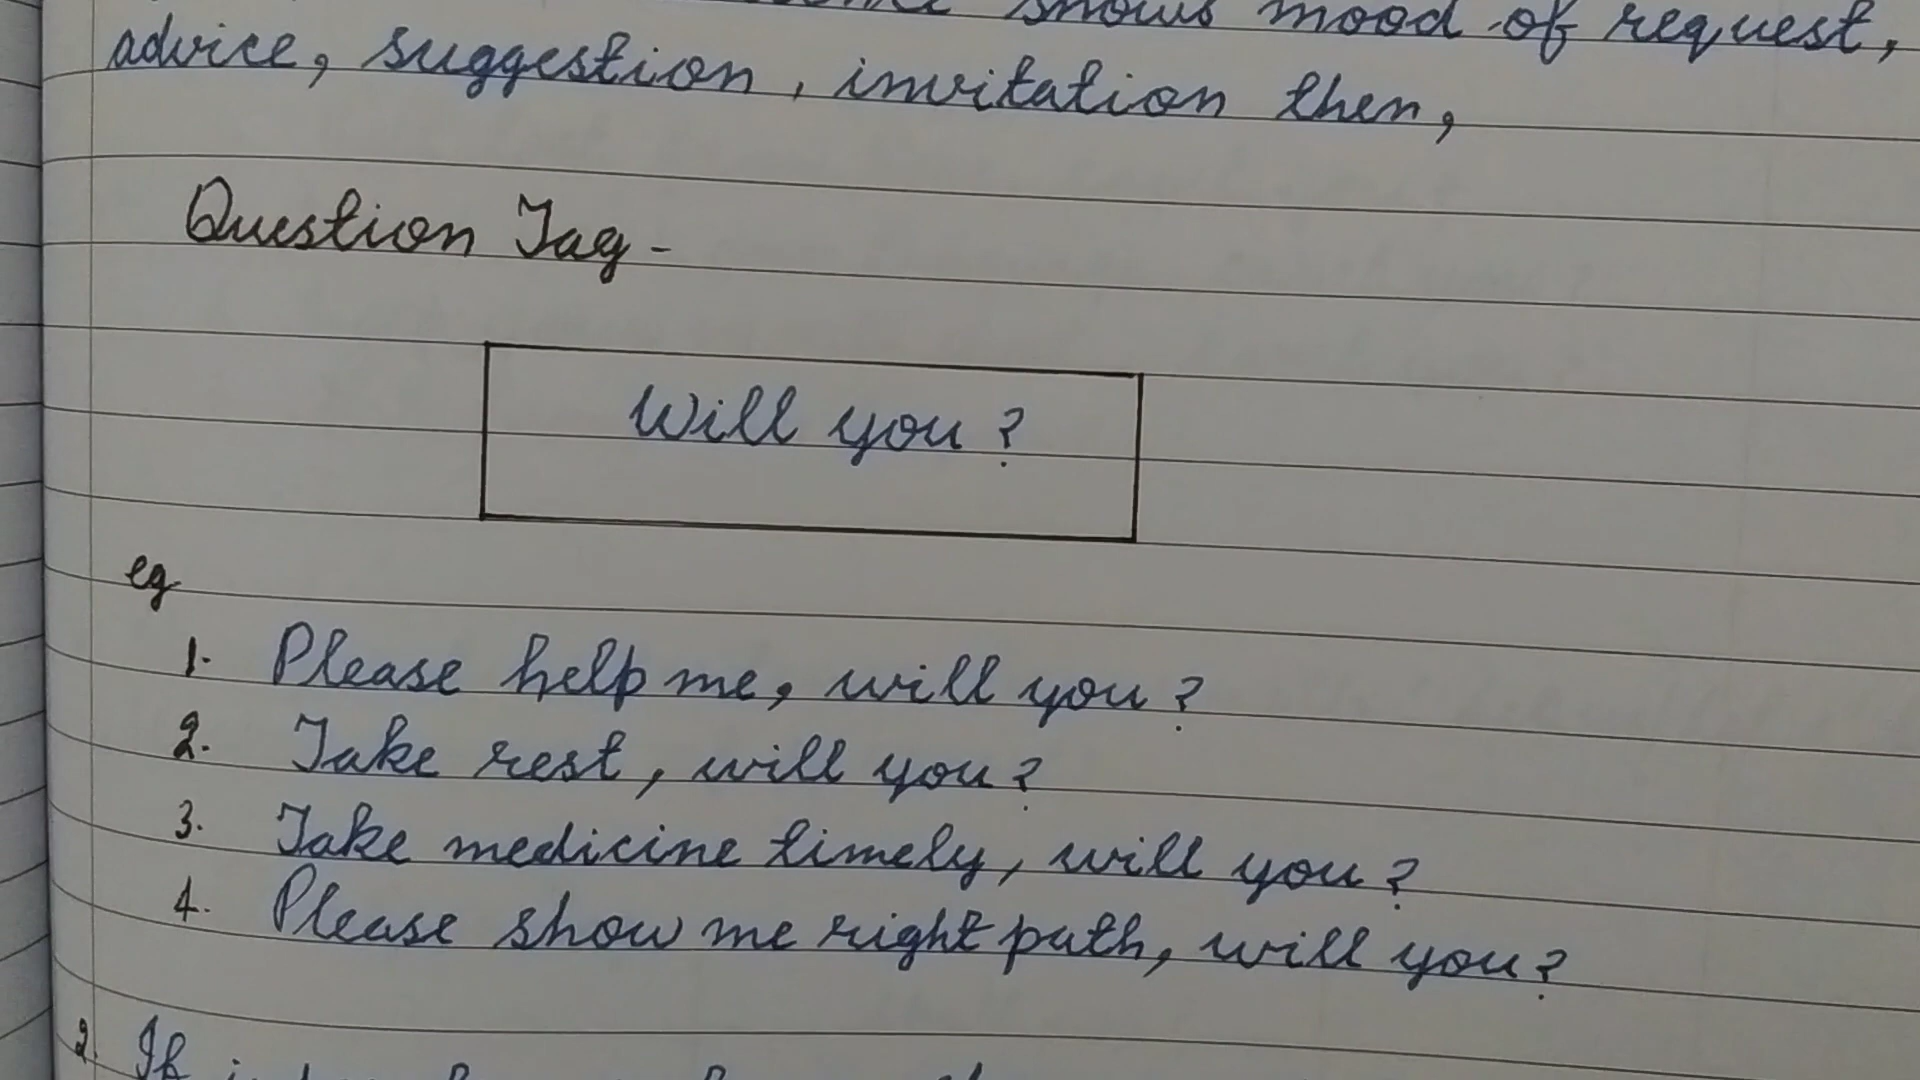 shows mood of request,
advice, suggestion, invitation then,
Question Tag-
Will you?
eg
1. Please help me, will you?
2. Take rest, will you?
3. Take medicine timely, will you?
4. Please show me right path, will you?
2. If